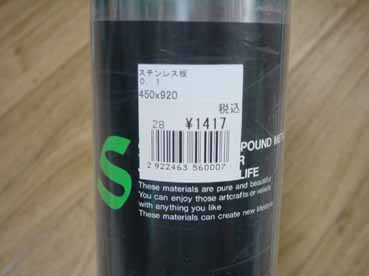 ステンレス板
0.1
450x920
税込
28 ¥1417
2922463 560007
S
POUND MET
R
LIFE
These materials are pure and beautiful
You can enjoy those artcrafts or reliefs
with anything you like
These materials can create new lifestyle